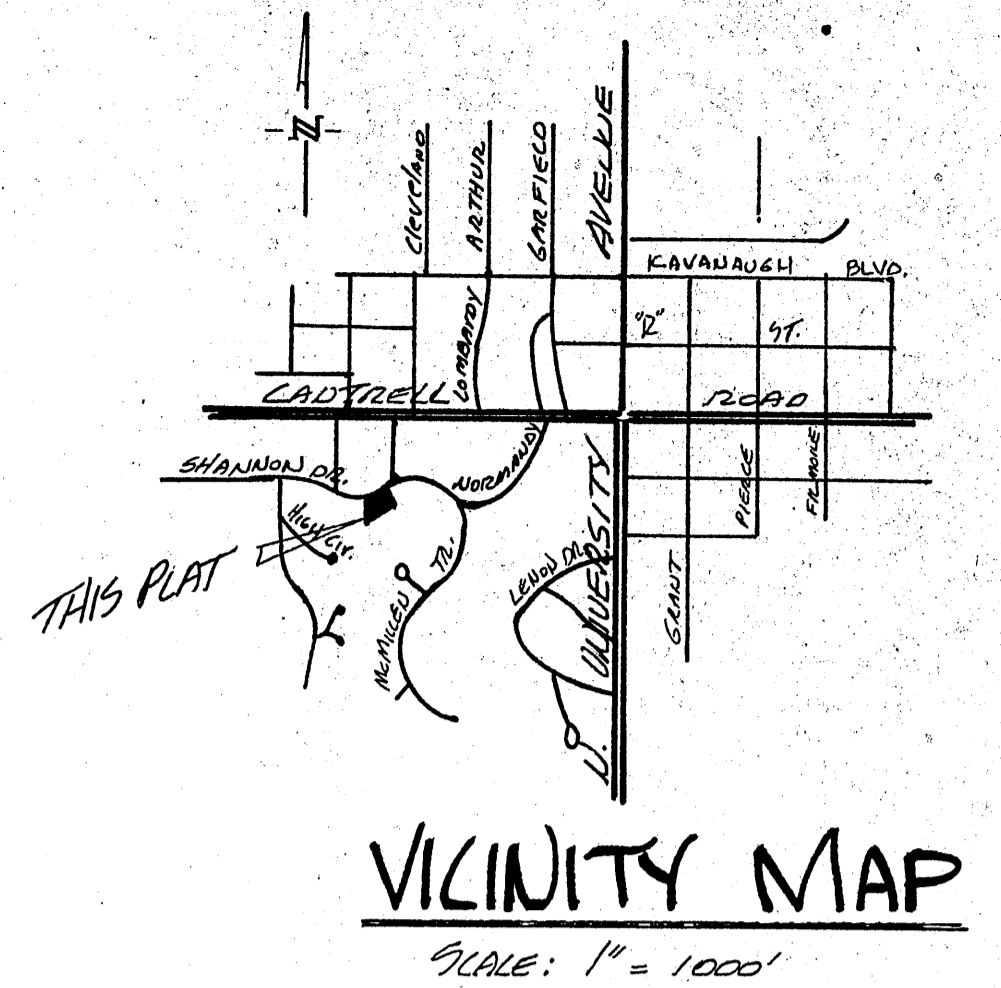 N
Cleveland
ARTHUR
GARFIELD
AVENUE
KAVANAUGH BLVD.
LOMBARDY
"R" ST.
CANTRELL ROAD
SHANNON DR.
NORMANDY
HIGH CIR.
THIS PLAT
McMILLEN TR.
LENON DR.
N. UNIVERSITY
PIERCE
FILMORE
GRANT
VICINITY MAP
SCALE: 1" = 1000'